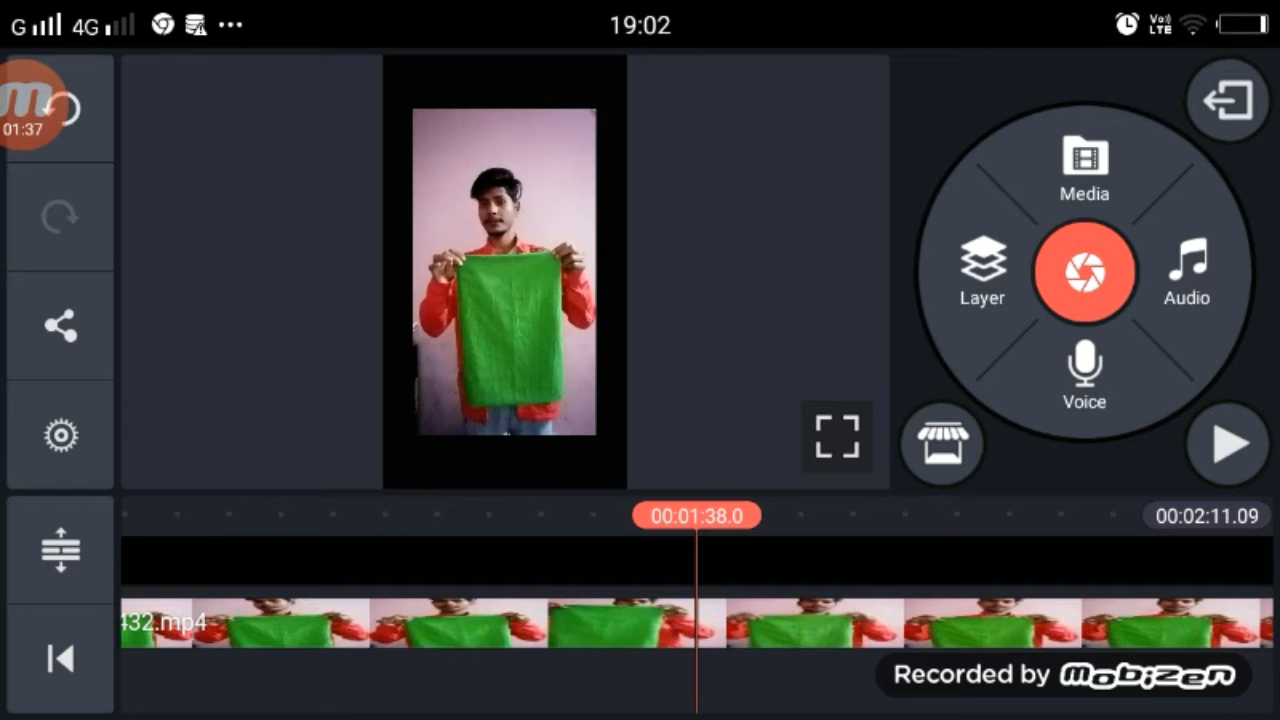 G 4G 19:02 Vo)) LTE
m
01:37
Media
Layer
Audio
Voice
00:01:38.0
00:02:11.09
432.mp4
Recorded by mobizen